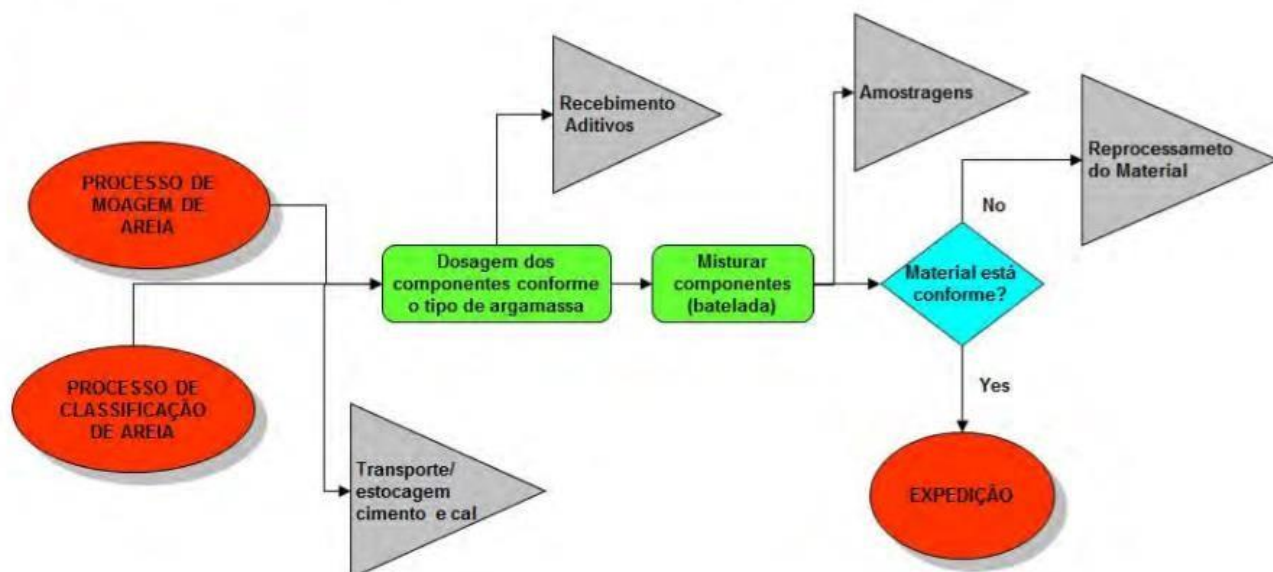 PROCESSO DE
MOAGEM DE
AREIA
PROCESSO DE
CLASSIFICAÇÃO
DE AREIA
Transporte/
estocagem
cimento e cal
Dosagem dos
componentes conforme
o tipo de argamassa
Recebimento
Aditivos
Misturar
componentes
(batelada)
Amostragens
Material está
conforme?
No
Reprocessameto
do Material
Yes
EXPEDIÇÃO